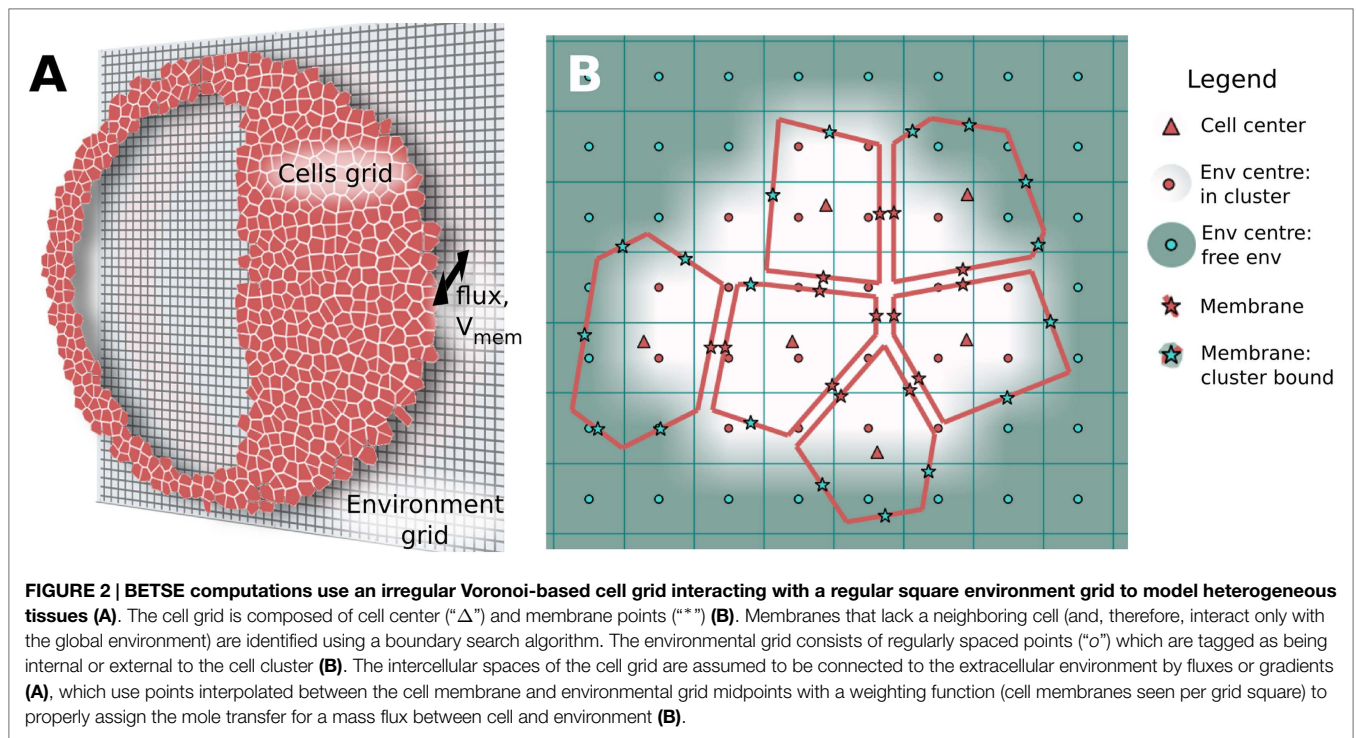 A
Cells grid
flux,
Vmem
Environment
grid
B
Legend
Cell center
Env centre:
in cluster
Env centre:
free env
Membrane
Membrane:
cluster bound
FIGURE 2 | BETSE computations use an irregular Voronoi-based cell grid interacting with a regular square environment grid to model heterogeneous
tissues (A). The cell grid is composed of cell center (“Δ”) and membrane points (“*”) (B). Membranes that lack a neighboring cell (and, therefore, interact only with
the global environment) are identified using a boundary search algorithm. The environmental grid consists of regularly spaced points (“o”) which are tagged as being
internal or external to the cell cluster (B). The intercellular spaces of the cell grid are assumed to be connected to the extracellular environment by fluxes or gradients
(A), which use points interpolated between the cell membrane and environmental grid midpoints with a weighting function (cell membranes seen per grid square) to
properly assign the mole transfer for a mass flux between cell and environment (B).